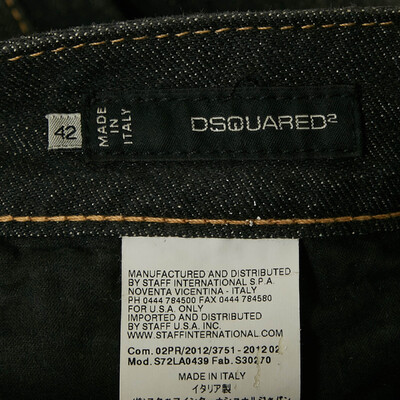 42
MADE
IN
ITALY
DSQUARED²
MANUFACTURED AND DISTRIBUTED
BY STAFF INTERNATIONAL S.P.A.
NOVENTA VICENTINA - ITALY
PH 0444 784500 FAX 0444 784580
FOR U.S.A. ONLY
IMPORTED AND DISTRIBUTED
BY STAFF U.S.A. INC.
WWW.STAFFINTERNATIONAL.COM
Com. 02PR/2012/3751 - 2012 02
Mod. S72LA0439 Fab. S30270
MADE IN ITALY
イタリア製